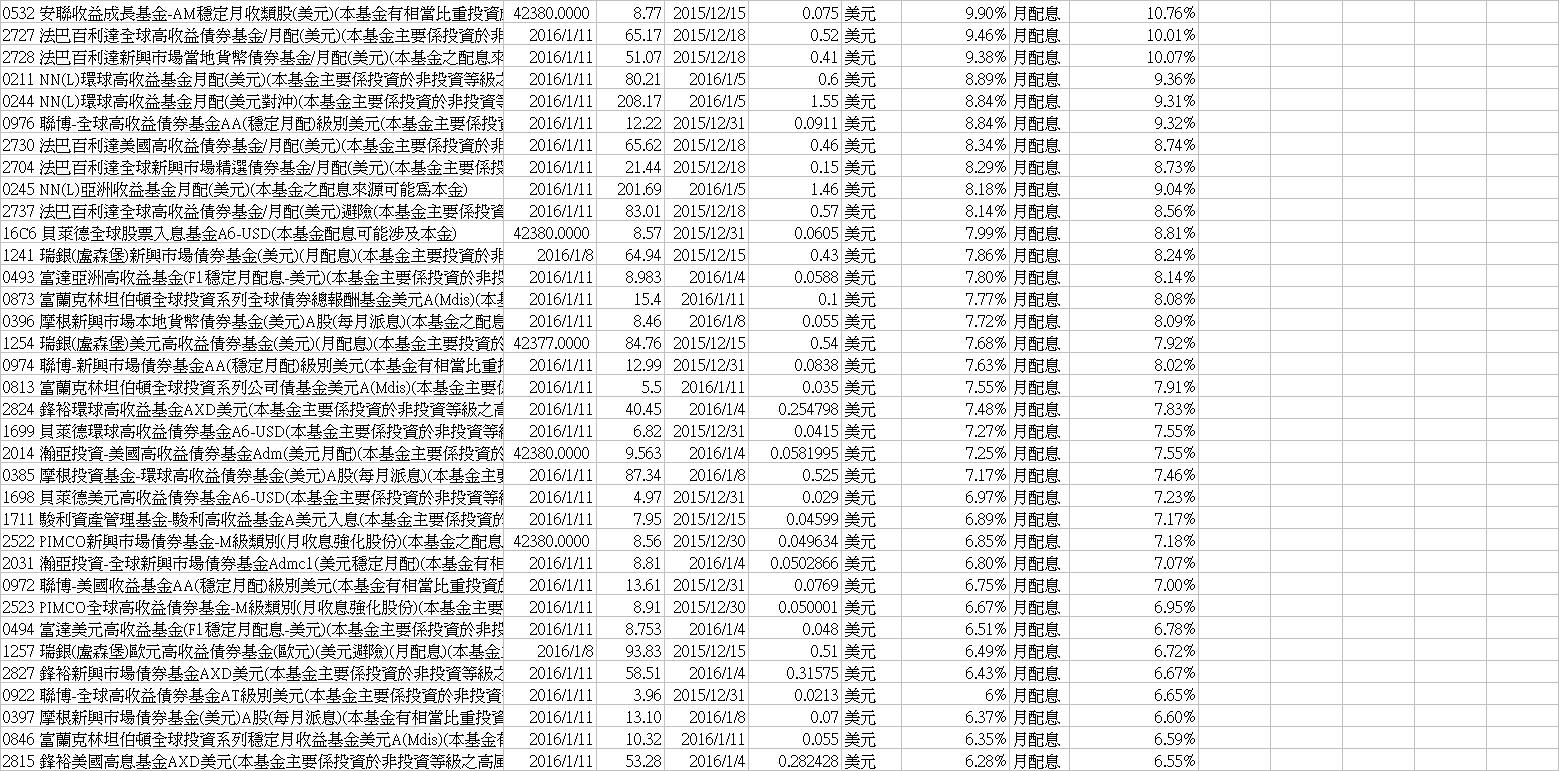 0532 安聯收益成長基金-AM穩定月收類股(美元)(本基金有相當比重投資於 42380.0000 8.77 2015/12/15 0.075 美元 9.90% 月配息 10.76%
2727 法巴百利達全球高收益債券基金/月配(美元)(本基金主要係投資於非 2016/1/11 65.17 2015/12/18 0.52 美元 9.46% 月配息 10.01%
2728 法巴百利達新興市場當地貨幣債券基金/月配(美元)(本基金之配息來 2016/1/11 51.07 2015/12/18 0.41 美元 9.38% 月配息 10.07%
0211 NN(L)環球高收益基金月配(美元)(本基金主要係投資於非投資等級之 2016/1/11 80.21 2016/1/5 0.6 美元 8.89% 月配息 9.36%
0244 NN(L)環球高收益基金月配(美元對沖)(本基金主要係投資於非投資等 2016/1/11 208.17 2016/1/5 1.55 美元 8.84% 月配息 9.31%
0976 聯博-全球高收益債券基金AA(穩定月配)級別美元(本基金主要係投資 2016/1/11 12.22 2015/12/31 0.0911 美元 8.84% 月配息 9.32%
2730 法巴百利達美國高收益債券基金/月配(美元)(本基金主要係投資於非 2016/1/11 65.62 2015/12/18 0.46 美元 8.34% 月配息 8.74%
2704 法巴百利達全球新興市場精選債券基金/月配(美元)(本基金主要係投 2016/1/11 21.44 2015/12/18 0.15 美元 8.29% 月配息 8.73%
0245 NN(L)亞洲收益基金月配(美元)(本基金之配息來源可能為本金) 2016/1/11 201.69 2016/1/5 1.46 美元 8.18% 月配息 9.04%
2737 法巴百利達全球高收益債券基金/月配(美元)避險(本基金主要係投資 2016/1/11 83.01 2015/12/18 0.57 美元 8.14% 月配息 8.56%
16C6 貝萊德全球股票入息基金A6-USD(本基金配息可能涉及本金) 42380.0000 8.57 2015/12/31 0.0605 美元 7.99% 月配息 8.81%
1241 瑞銀(盧森堡)新興市場債券基金(美元)(月配息)(本基金主要投資於非 2016/1/8 64.94 2015/12/15 0.43 美元 7.86% 月配息 8.24%
0493 富達亞洲高收益基金(F1穩定月配息-美元)(本基金主要係投資於非投 2016/1/11 8.983 2016/1/4 0.0588 美元 7.80% 月配息 8.14%
0873 富蘭克林坦伯頓全球投資系列全球債券總報酬基金美元A(Mdis)(本基 2016/1/11 15.4 2016/1/11 0.1 美元 7.77% 月配息 8.08%
0396 摩根新興市場本地貨幣債券基金(美元)A股(每月派息)(本基金之配息 2016/1/11 8.46 2016/1/8 0.055 美元 7.72% 月配息 8.09%
1254 瑞銀(盧森堡)美元高收益債券基金(美元)(月配息)(本基金主要投資於 42377.0000 84.76 2015/12/15 0.54 美元 7.68% 月配息 7.92%
0974 聯博-新興市場債券基金AA(穩定月配)級別美元(本基金有相當比重投 2016/1/11 12.99 2015/12/31 0.0838 美元 7.63% 月配息 8.02%
0813 富蘭克林坦伯頓全球投資系列公司債基金美元A(Mdis)(本基金主要係 2016/1/11 5.5 2016/1/11 0.035 美元 7.55% 月配息 7.91%
2824 鋒裕環球高收益基金AXD美元(本基金主要係投資於非投資等級之高 2016/1/11 40.45 2016/1/4 0.254798 美元 7.48% 月配息 7.83%
1699 貝萊德環球高收益債券基金A6-USD(本基金主要係投資於非投資等級 2016/1/11 6.82 2015/12/31 0.0415 美元 7.27% 月配息 7.55%
2014 瀚亞投資-美國高收益債券基金Adm(美元月配)(本基金主要係投資於 42380.0000 9.563 2016/1/4 0.0581995 美元 7.25% 月配息 7.55%
0385 摩根投資基金-環球高收益債券基金(美元)A股(每月派息)(本基金主要 2016/1/11 87.34 2016/1/8 0.525 美元 7.17% 月配息 7.46%
1698 貝萊德美元高收益債券基金A6-USD(本基金主要係投資於非投資等級 2016/1/11 4.97 2015/12/31 0.029 美元 6.97% 月配息 7.23%
1711 駿利資產管理基金-駿利高收益基金A美元入息(本基金主要係投資於 2016/1/11 7.95 2015/12/15 0.04599 美元 6.89% 月配息 7.17%
2522 PIMCO新興市場債券基金-M級類別(月收息強化股份)(本基金之配息 42380.0000 8.56 2015/12/30 0.049634 美元 6.85% 月配息 7.18%
2031 瀚亞投資-全球新興市場債券基金Admc1(美元穩定月配)(本基金有相 2016/1/11 8.81 2016/1/4 0.0502866 美元 6.80% 月配息 7.07%
0972 聯博-美國收益基金AA(穩定月配)級別美元(本基金有相當比重投資於 2016/1/11 13.61 2015/12/31 0.0769 美元 6.75% 月配息 7.00%
2523 PIMCO全球高收益債券基金-M級類別(月收息強化股份)(本基金主要 2016/1/11 8.91 2015/12/30 0.050001 美元 6.67% 月配息 6.95%
0494 富達美元高收益基金(F1穩定月配息-美元)(本基金主要係投資於非投 2016/1/11 8.753 2016/1/4 0.048 美元 6.51% 月配息 6.78%
1257 瑞銀(盧森堡)歐元高收益債券基金(歐元)(美元避險)(月配息)(本基金 2016/1/8 93.83 2015/12/15 0.51 美元 6.49% 月配息 6.72%
2827 鋒裕新興市場債券基金AXD美元(本基金主要係投資於非投資等級之 2016/1/11 58.51 2016/1/4 0.31575 美元 6.43% 月配息 6.67%
0922 聯博-全球高收益債券基金AT級別美元(本基金主要係投資於非投資等 2016/1/11 3.96 2015/12/31 0.0213 美元 6% 月配息 6.65%
0397 摩根新興市場債券基金(美元)A股(每月派息)(本基金有相當比重投資 2016/1/11 13.10 2016/1/8 0.07 美元 6.37% 月配息 6.60%
0846 富蘭克林坦伯頓全球投資系列穩定月收益基金美元A(Mdis)(本基金有 2016/1/11 10.32 2016/1/11 0.055 美元 6.35% 月配息 6.59%
2815 鋒裕美國高息基金AXD美元(本基金主要係投資於非投資等級之高風 2016/1/11 53.28 2016/1/4 0.282428 美元 6.28% 月配息 6.55%